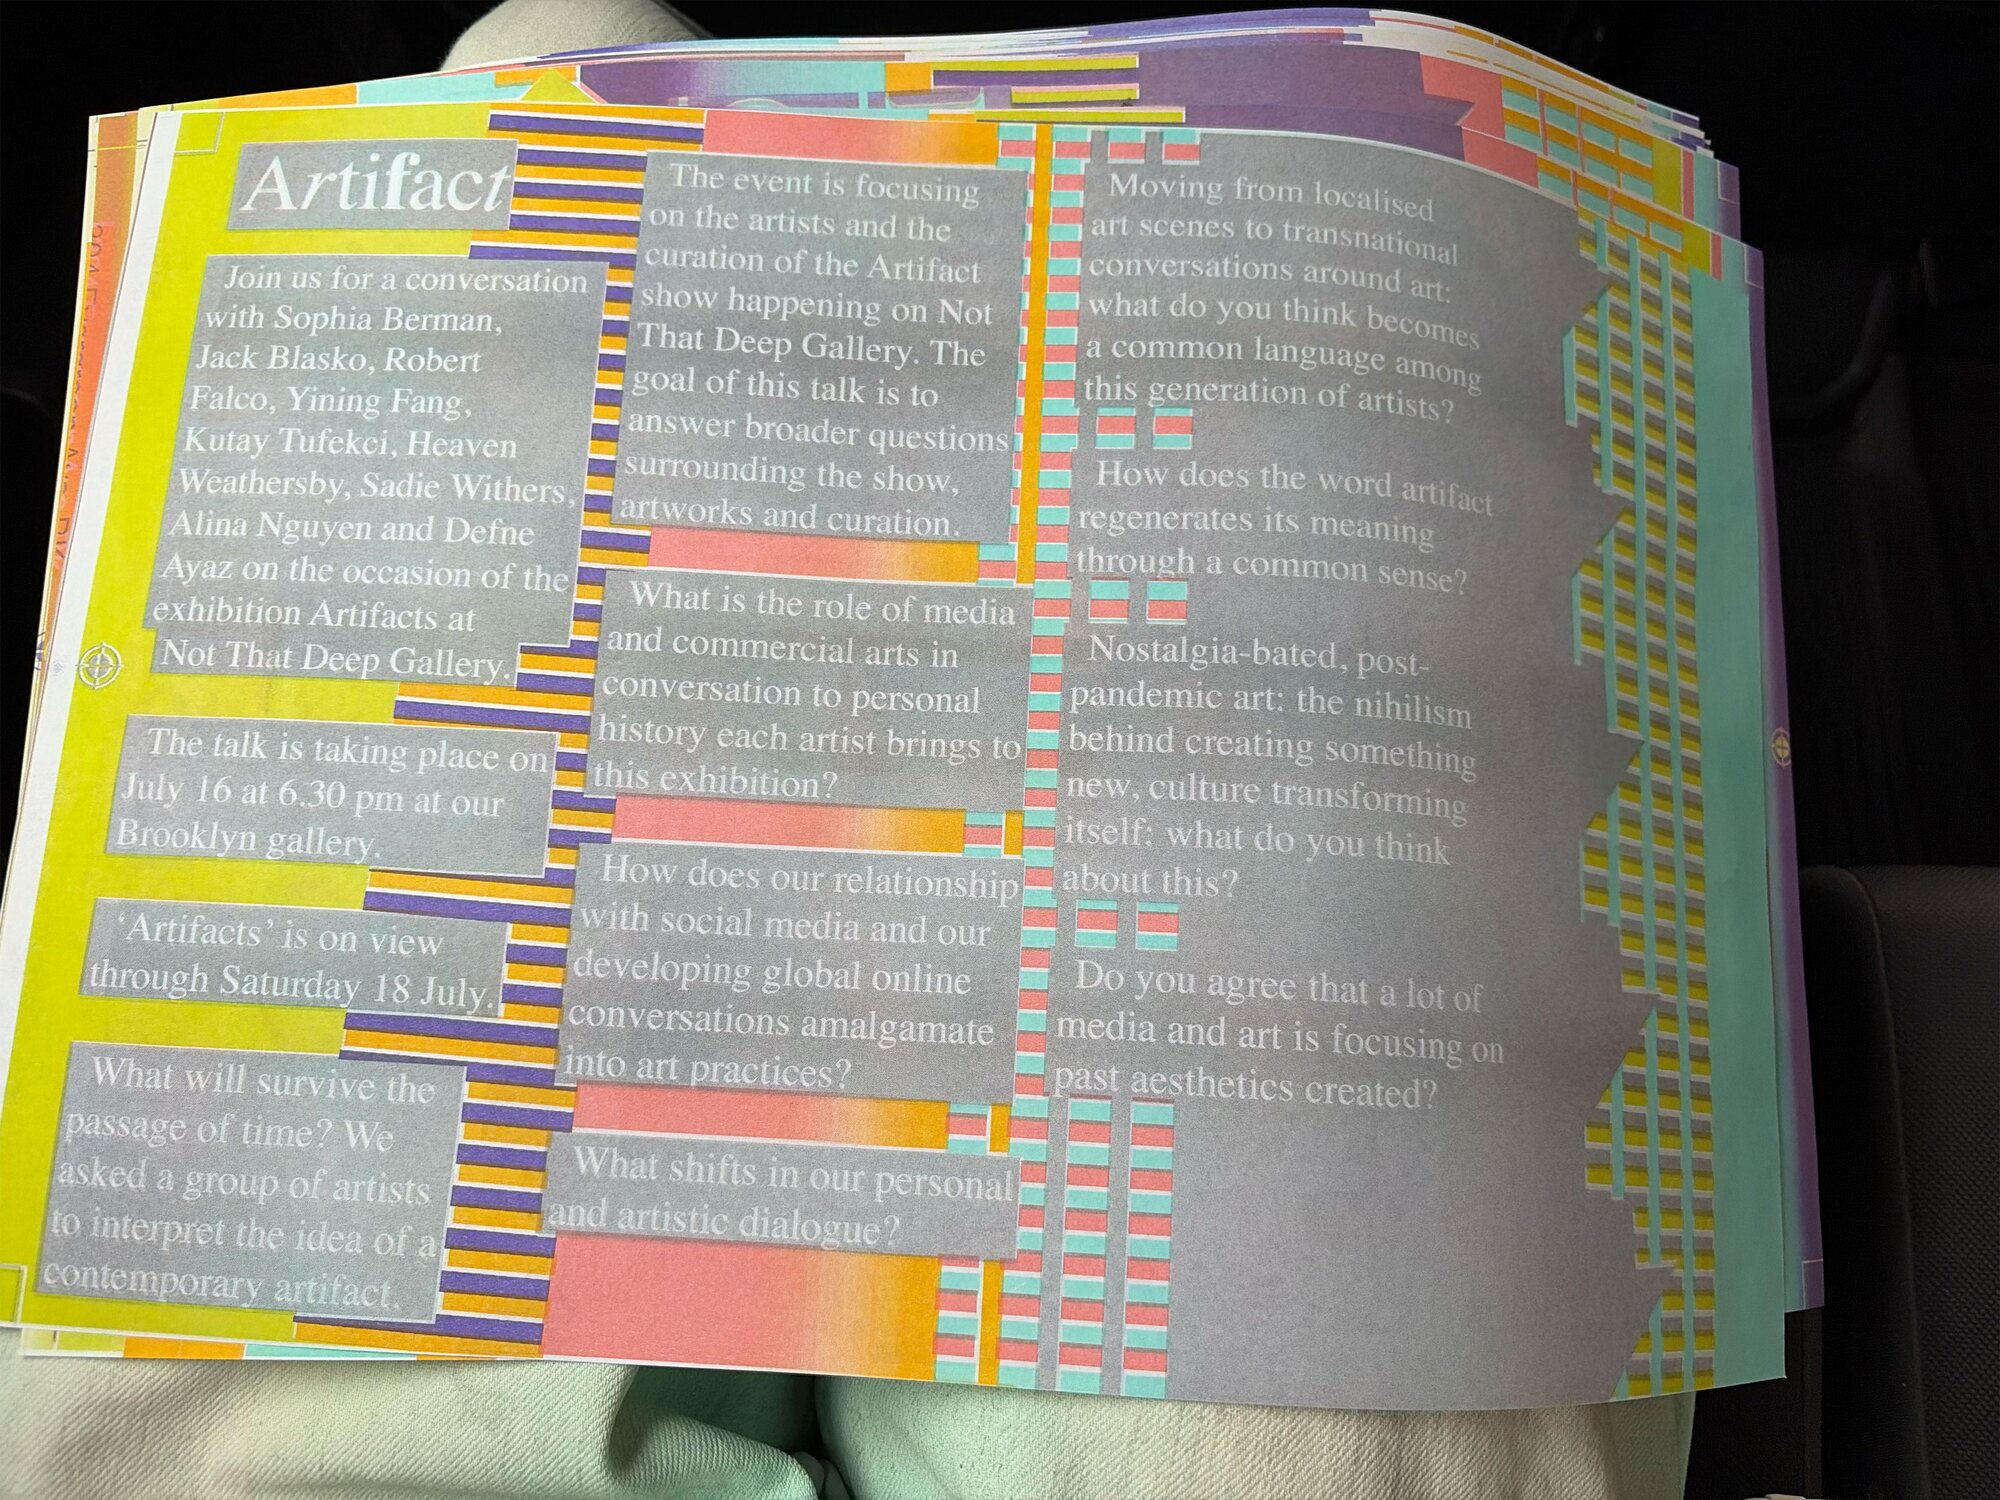 Artifact
Join us for a conversation
with Sophia Berman,
Jack Blasko, Robert
Falco, Yining Fang,
Kutay Tufekci, Heaven
Weathersby, Sadie Withers,
Alina Nguyen and Defne
Ayaz on the occasion of the
exhibition Artifacts at
Not That Deep Gallery.
The talk is taking place on
July 16 at 6.30 pm at our
Brooklyn gallery.
‘Artifacts’ is on view
through Saturday 18 July.
What will survive the
passage of time? We
asked a group of artists
to interpret the idea of a
contemporary artifact.
The event is focusing
on the artists and the
curation of the Artifact
show happening on Not
That Deep Gallery. The
goal of this talk is to
answer broader questions
surrounding the show,
artworks and curation.
What is the role of media
and commercial arts in
conversation to personal
history each artist brings to
this exhibition?
How does our relationship
with social media and our
developing global online
conversations amalgamate
into art practices?
What shifts in our personal
and artistic dialogue?
Moving from localised
art scenes to transnational
conversations around art:
what do you think becomes
a common language among
this generation of artists?
How does the word artifact
regenerates its meaning
through a common sense?
Nostalgia-bated, post-
pandemic art: the nihilism
behind creating something
new, culture transforming
itself: what do you think
about this?
Do you agree that a lot of
media and art is focusing on
past aesthetics created?